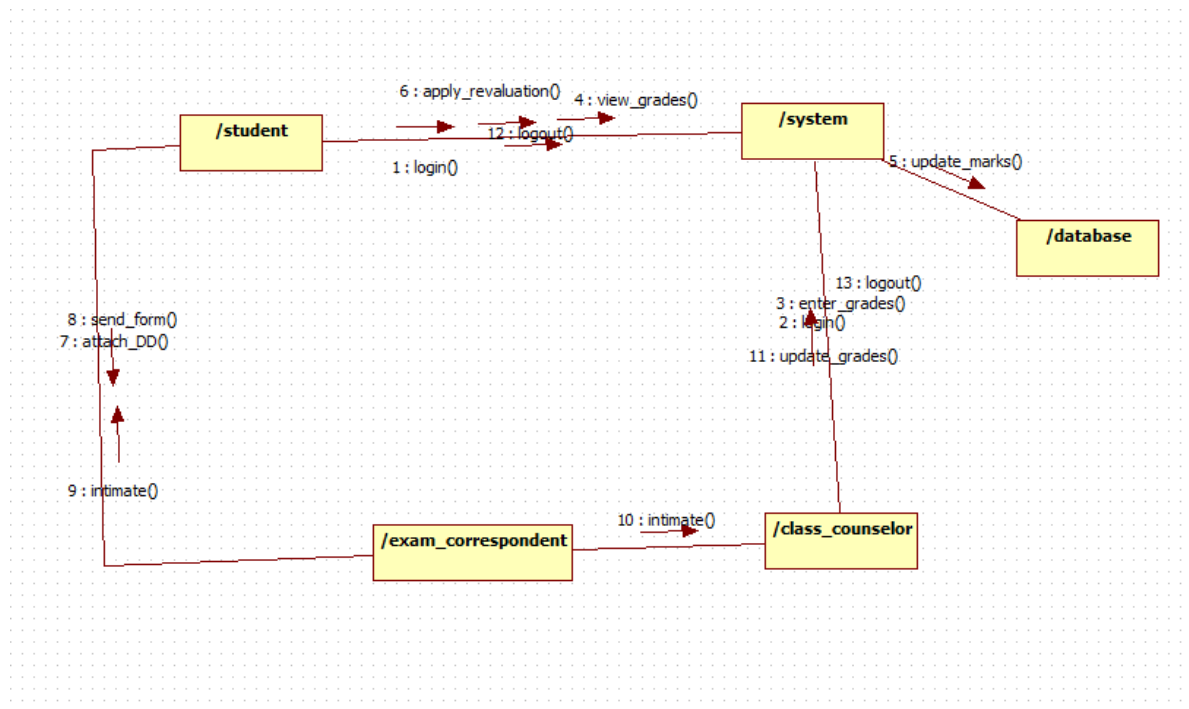 6 : apply_revaluation()
4 : view_grades()
/student
/system
12 : logout()
1 : login()
5 : update_marks()
/database
13 : logout()
3 : enter_grades()
8 : send_form()
2 : login()
7 : attach_DD()
11 : update_grades()
9 : intimate()
10 : intimate()
/exam_correspondent
/class_counselor